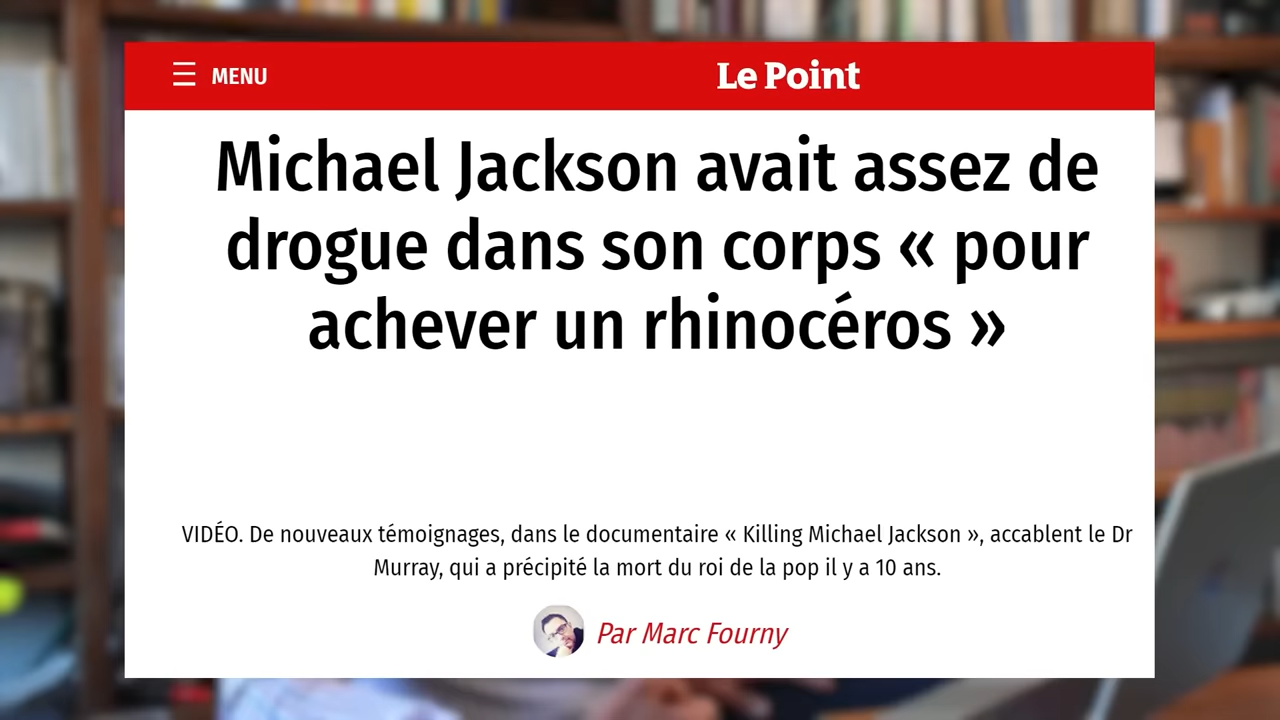 MENU
Le Point
Michael Jackson avait assez de
drogue dans son corps « pour
achever un rhinocéros »
VIDÉO. De nouveaux témoignages, dans le documentaire « Killing Michael Jackson », accablent le Dr
Murray, qui a précipité la mort du roi de la pop il y a 10 ans.
Par Marc Fourny